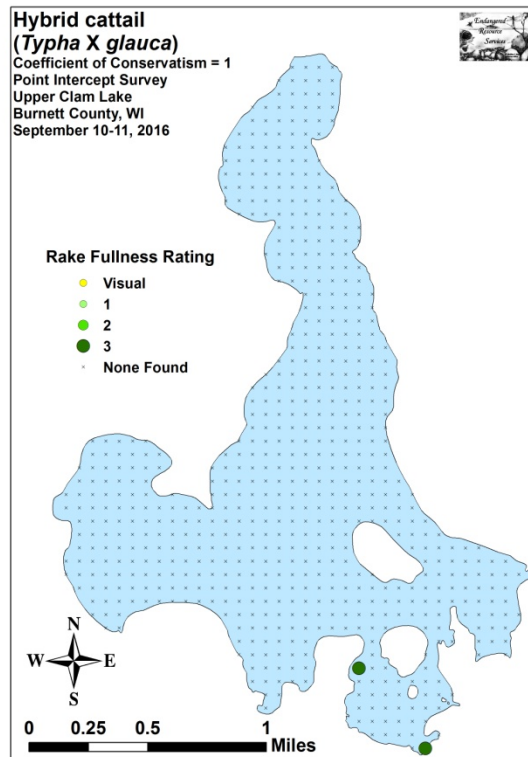 Hybrid cattail
(Typha X glauca)
Coefficient of Conservatism = 1
Point Intercept Survey
Upper Clam Lake
Burnett County, WI
September 10-11, 2016
Endangered
Resource
Services
Rake Fullness Rating
Visual
1
2
3
None Found
N
W E
S
0 0.25 0.5 1
Miles